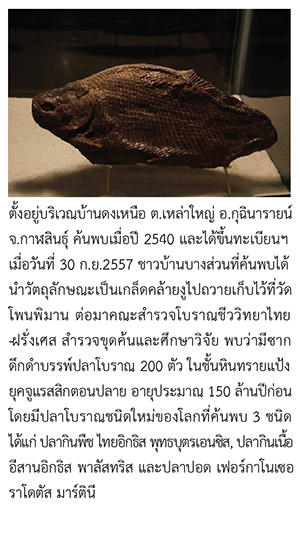 ตั้งอยู่บริเวณบ้านดงเหนือ ต.เหล่าใหญ่ อ.กุฉินารายณ์
จ.กาฬสินธุ์ ค้นพบเมื่อปี 2540 และได้ขึ้นทะเบียนฯ
เมื่อวันที่ 30 ก.ย.2557 ชาวบ้านบางส่วนที่ค้นพบได้
นำวัตถุลักษณะเป็นเกล็ดคล้ายงูไปถวายเก็บไว้ที่วัด
โพนพิมาน ต่อมาคณะสำรวจโบราณชีววิทยาไทย
-ฝรั่งเศส สำรวจขุดค้นและศึกษาวิจัย พบว่ามีซาก
ดึกดำบรรพ์ปลาโบราณ 200 ตัว ในชั้นหินทรายแป้ง
ยุคจูแรสสิกตอนปลาย อายุประมาณ 150 ล้านปีก่อน
โดยมีปลาโบราณชนิดใหม่ของโลกที่ค้นพบ 3 ชนิด
ได้แก่ ปลากินพืช ไทยอิกธิส พุทธบุตรเอนซิส, ปลากินเนื้อ
อีสานอิกธิส พาลัสทริส และปลาปอด เฟอร์กาโนเซอ
ราโดตัส มาร์ตินี